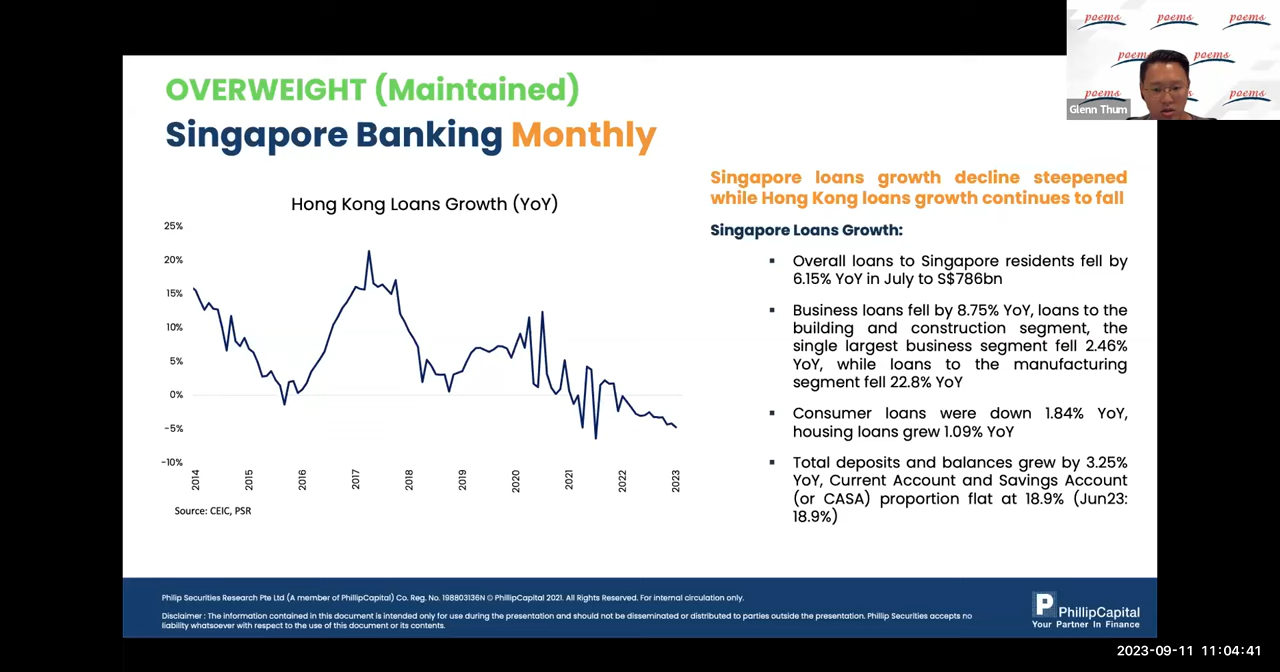 poems poems poems
poems poems
poems poems
Glenn Thum
OVERWEIGHT (Maintained)
Singapore Banking Monthly
Singapore loans growth decline steepened
while Hong Kong loans growth continues to fall
Hong Kong Loans Growth (YoY)
25%
20%
15%
10%
5%
0%
-5%
-10%
2014
2015
2016
2017
2018
2019
2020
2021
2022
2023
Source: CEIC, PSR
Singapore Loans Growth:
▪ Overall loans to Singapore residents fell by
6.15% YoY in July to S$786bn
▪ Business loans fell by 8.75% YoY, loans to the
building and construction segment, the
single largest business segment fell 2.46%
YoY, while loans to the manufacturing
segment fell 22.8% YoY
▪ Consumer loans were down 1.84% YoY,
housing loans grew 1.09% YoY
▪ Total deposits and balances grew by 3.25%
YoY, Current Account and Savings Account
(or CASA) proportion flat at 18.9% (Jun23:
18.9%)
Philip Securities Research Pte Ltd (A member of PhillipCapital) Co. Reg. No. 198803136N © PhillipCapital 2021. All Rights Reserved. For internal circulation only.
Disclaimer : The information contained in this document is intended only for use during the presentation and should not be disseminated or distributed to parties outside the presentation. Phillip Securities accepts no
liability whatsoever with respect to the use of this document or its contents.
P PhillipCapital
Your Partner In Finance
2023-09-11 11:04:41